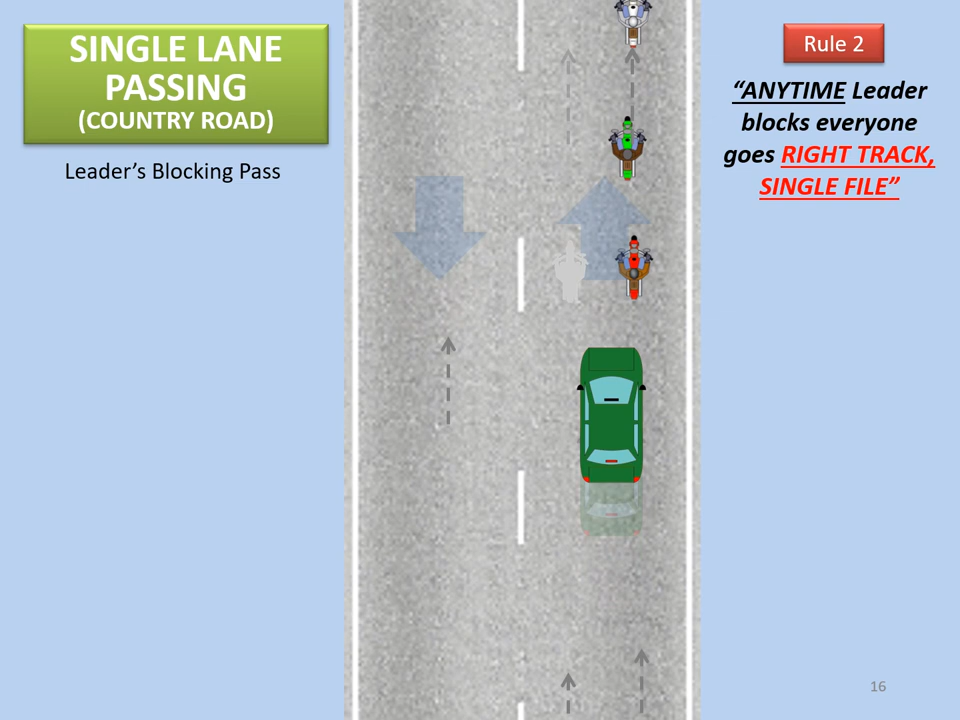 SINGLE LANE
PASSING
(COUNTRY ROAD)
Leader’s Blocking Pass
Rule 2
“ANYTIME Leader
blocks everyone
goes RIGHT TRACK,
SINGLE FILE”
16